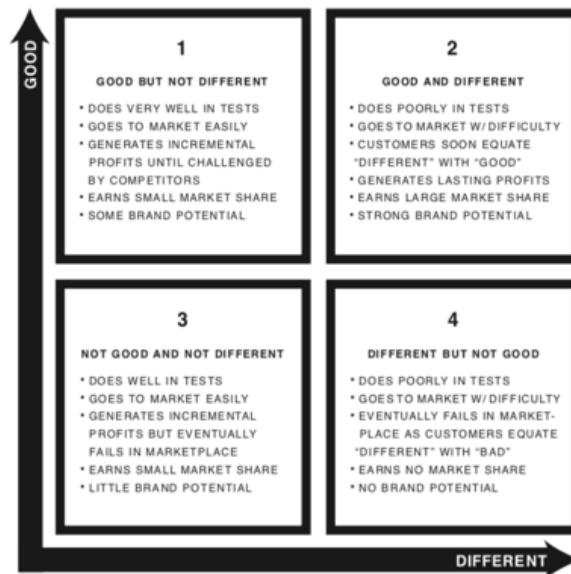 GOOD
1
GOOD BUT NOT DIFFERENT
• DOES VERY WELL IN TESTS
• GOES TO MARKET EASILY
• GENERATES INCREMENTAL
PROFITS UNTIL CHALLENGED
BY COMPETITORS
• EARNS SMALL MARKET SHARE
• SOME BRAND POTENTIAL
2
GOOD AND DIFFERENT
• DOES POORLY IN TESTS
• GOES TO MARKET W/ DIFFICULTY
• CUSTOMERS SOON EQUATE
"DIFFERENT" WITH "GOOD"
• GENERATES LASTING PROFITS
• EARNS LARGE MARKET SHARE
• STRONG BRAND POTENTIAL
3
NOT GOOD AND NOT DIFFERENT
• DOES WELL IN TESTS
• GOES TO MARKET EASILY
• GENERATES INCREMENTAL
PROFITS BUT EVENTUALLY
FAILS IN MARKETPLACE
• EARNS SMALL MARKET SHARE
• LITTLE BRAND POTENTIAL
4
DIFFERENT BUT NOT GOOD
• DOES POORLY IN TESTS
• GOES TO MARKET W/ DIFFICULTY
• EVENTUALLY FAILS IN MARKET-
PLACE AS CUSTOMERS EQUATE
"DIFFERENT" WITH "BAD"
• EARNS NO MARKET SHARE
• NO BRAND POTENTIAL
DIFFERENT